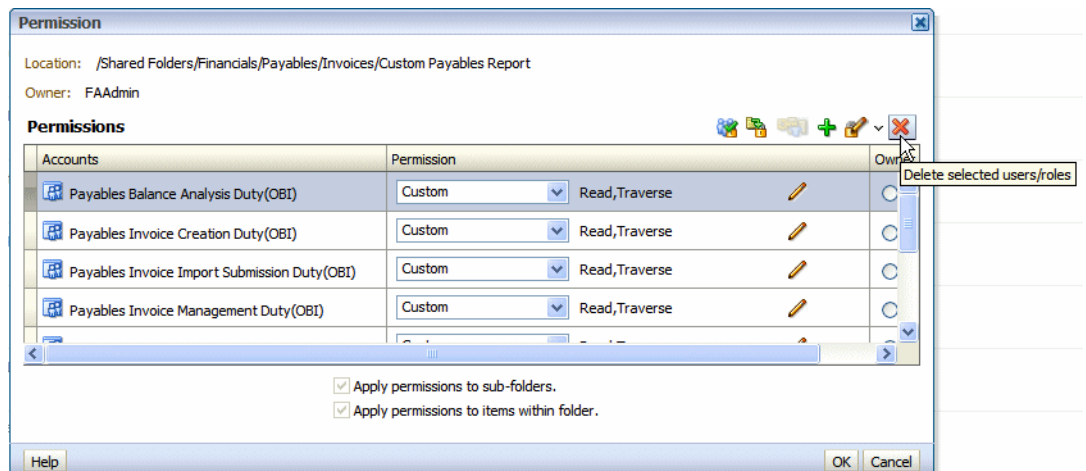 Permission
Location: /Shared Folders/Financials/Payables/Invoices/Custom Payables Report
Owner: FAAdmin
Permissions
Accounts Permission Owner
Delete selected users/roles
Payables Balance Analysis Duty(OBI) Custom Read,Traverse
Payables Invoice Creation Duty(OBI) Custom Read,Traverse
Payables Invoice Import Submission Duty(OBI) Custom Read,Traverse
Payables Invoice Management Duty(OBI) Custom Read,Traverse
Apply permissions to sub-folders.
Apply permissions to items within folder.
Help OK Cancel